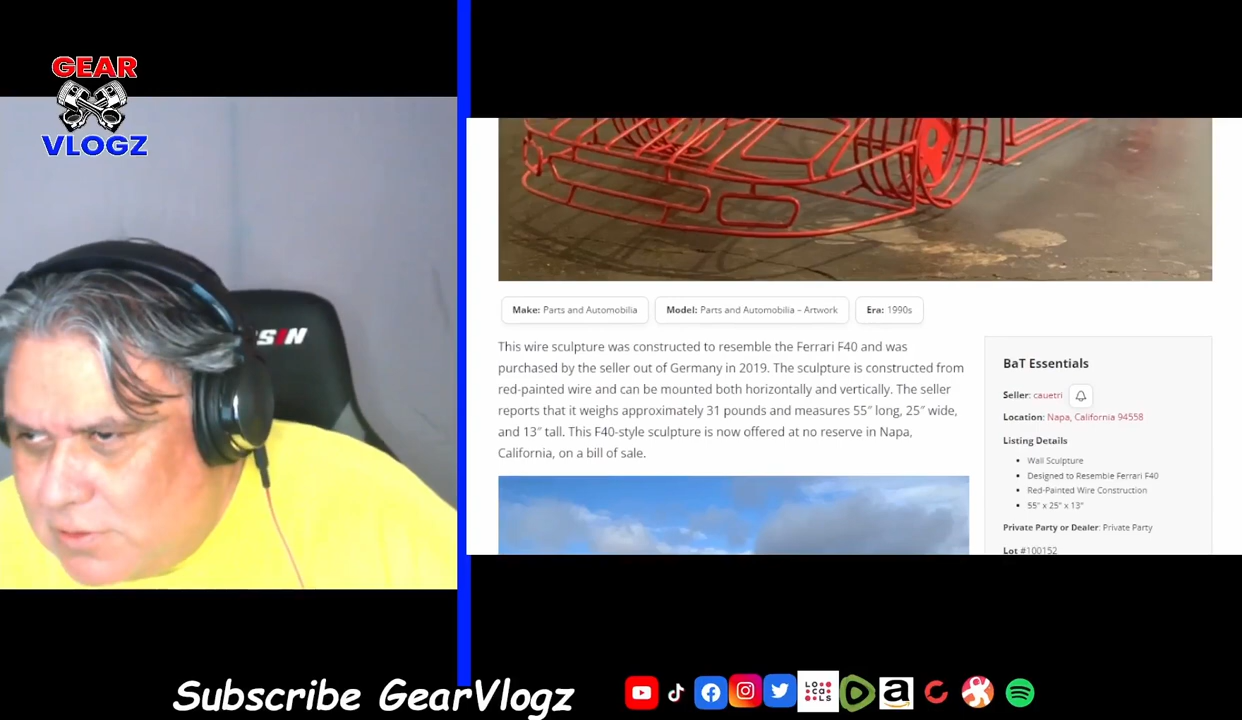 GEAR
VLOGZ
SIN
Make: Parts and Automobilia
Model: Parts and Automobilia – Artwork
Era: 1990s
This wire sculpture was constructed to resemble the Ferrari F40 and was
purchased by the seller out of Germany in 2019. The sculpture is constructed from
red-painted wire and can be mounted both horizontally and vertically. The seller
reports that it weighs approximately 31 pounds and measures 55″ long, 25″ wide,
and 13″ tall. This F40-style sculpture is now offered at no reserve in Napa,
California, on a bill of sale.
BaT Essentials
Seller: cauetri
Location: Napa, California 94558
Listing Details
• Wall Sculpture
• Designed to Resemble Ferrari F40
• Red-Painted Wire Construction
• 55" x 25" x 13"
Private Party or Dealer: Private Party
Lot #100152
Subscribe GearVlogz
LOCALS
a